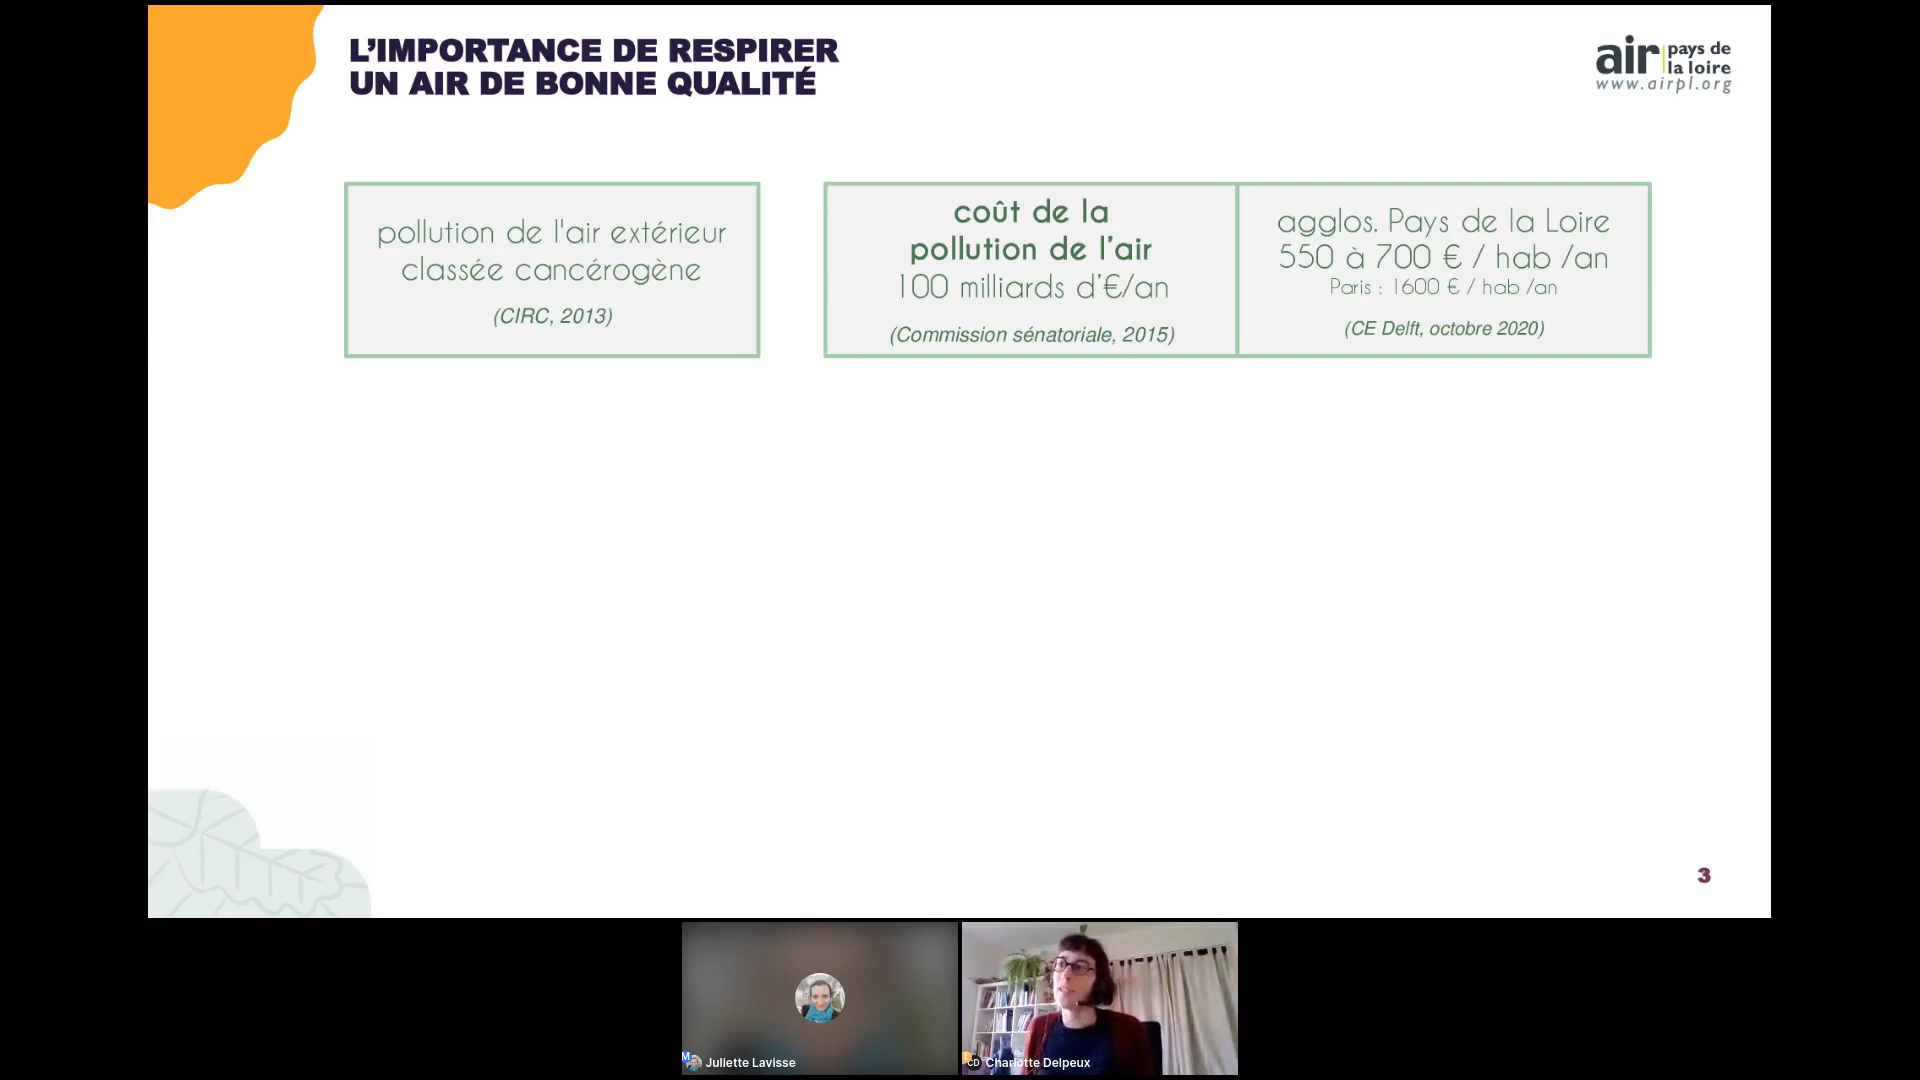 L'IMPORTANCE DE RESPIRER
UN AIR DE BONNE QUALITÉ
air pays de la loire
www.airpl.org
pollution de l'air extérieur
classée cancérogène
(CIRC, 2013)
coût de la
pollution de l'air
100 milliards d'€/an
(Commission sénatoriale, 2015)
agglos. Pays de la Loire
550 à 700 € / hab /an
Paris : 1600 € / hab /an
(CE Delft, octobre 2020)
3
M
Juliette Lavisse
CD
Charlotte Delpeux